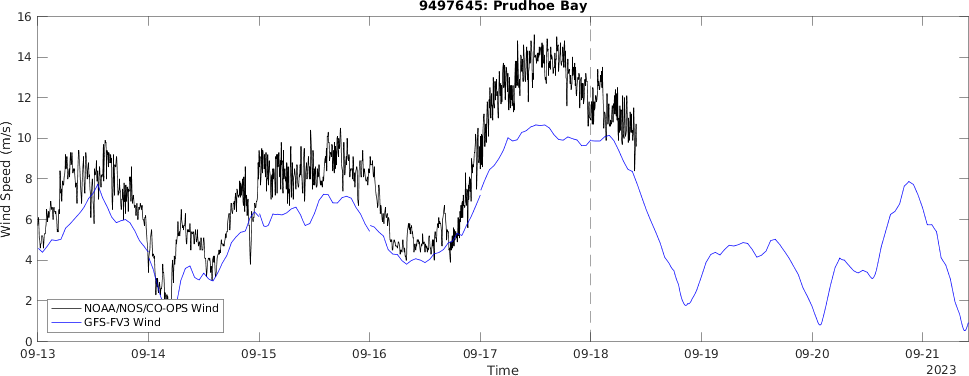 9497645: Prudhoe Bay
Wind Speed (m/s)
16
14
12
10
8
6
4
2
0
NOAA/NOS/CO-OPS Wind
GFS-FV3 Wind
09-13 09-14 09-15 09-16 09-17 09-18 09-19 09-20 09-21
Time
2023